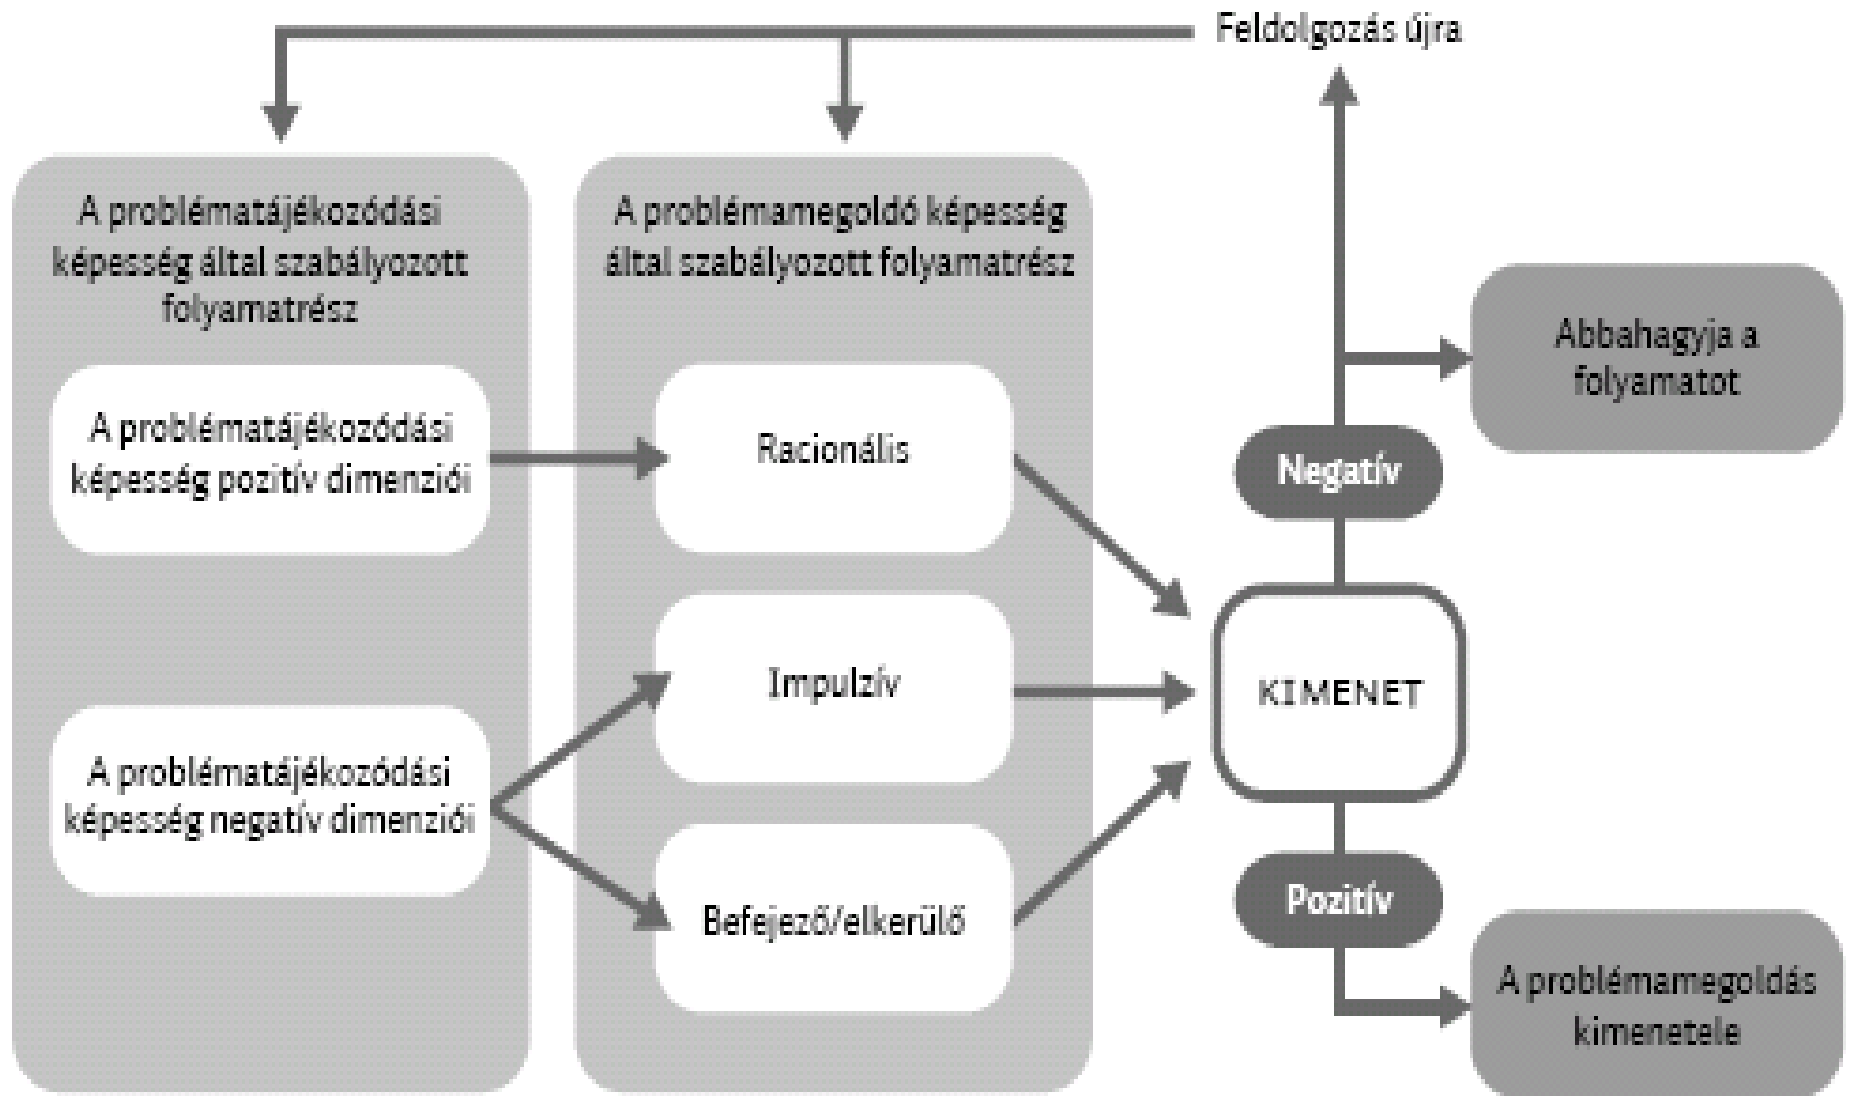 Feldolgozás újra
A problématájékozódási
képesség által szabályozott
folyamatrész
A problématájékozódási
képesség pozitív dimenziói
A problématájékozódási
képesség negatív dimenziói
A problémamegoldó képesség
által szabályozott folyamatrész
Racionális
Impulzív
Befejező/elkerülő
Negatív
KIMENET
Pozitív
Abbahagyja a
folyamatot
A problémamegoldás
kimenetele